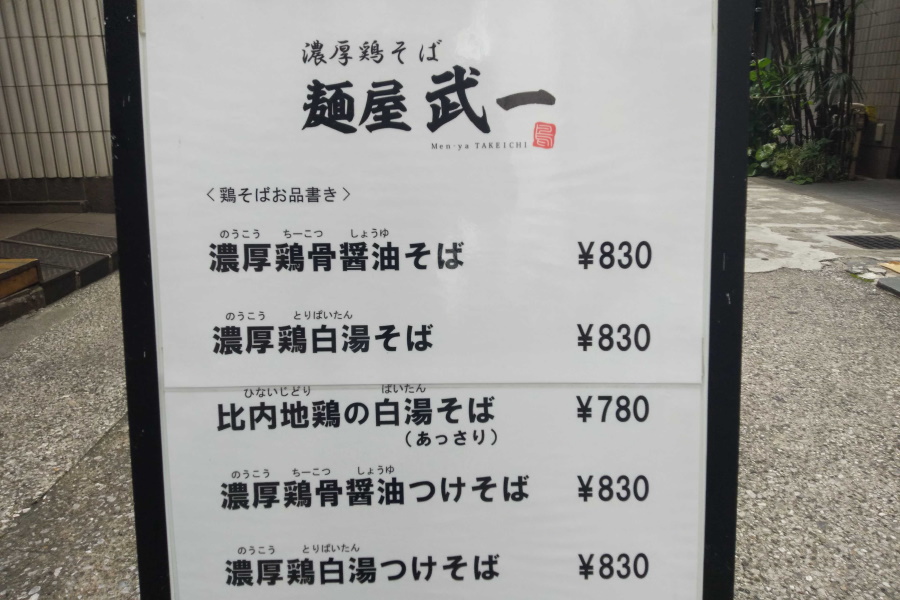 濃厚鶏そば
麺屋 武一
Men-ya TAKEICHI
〈鶏そばお品書き〉
のうこう ちーこつ しょうゆ
濃厚鶏骨醤油そば ¥830
のうこう とりぱいたん
濃厚鶏白湯そば ¥830
ひないじどり ぱいたん
比内地鶏の白湯そば ¥780
（あっさり）
のうこう ちーこつ しょうゆ
濃厚鶏骨醤油つけそば ¥830
のうこう とりぱいたん
濃厚鶏白湯つけそば ¥830